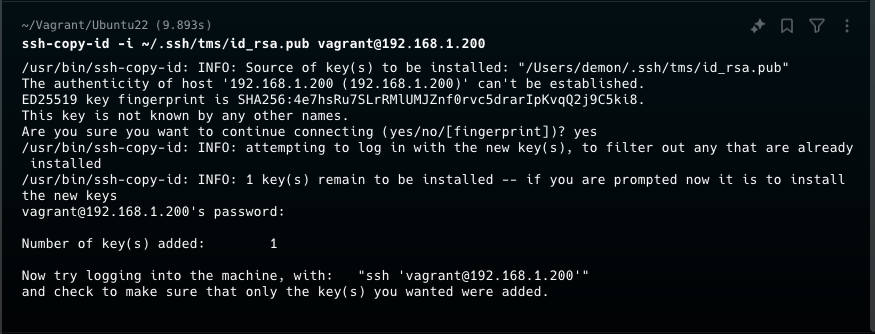 ~/Vagrant/Ubuntu22 (9.893s)
ssh-copy-id -i ~/.ssh/tms/id_rsa.pub vagrant@192.168.1.200
/usr/bin/ssh-copy-id: INFO: Source of key(s) to be installed: "/Users/demon/.ssh/tms/id_rsa.pub"
The authenticity of host '192.168.1.200 (192.168.1.200)' can't be established.
ED25519 key fingerprint is SHA256:4e7hsRu7SLrRMlUMJZnf0rvc5drarIpKvqQ2j9C5ki8.
This key is not known by any other names.
Are you sure you want to continue connecting (yes/no/[fingerprint])? yes
/usr/bin/ssh-copy-id: INFO: attempting to log in with the new key(s), to filter out any that are already
installed
/usr/bin/ssh-copy-id: INFO: 1 key(s) remain to be installed -- if you are prompted now it is to install
the new keys
vagrant@192.168.1.200's password:
Number of key(s) added:        1
Now try logging into the machine, with:   "ssh 'vagrant@192.168.1.200'"
and check to make sure that only the key(s) you wanted were added.